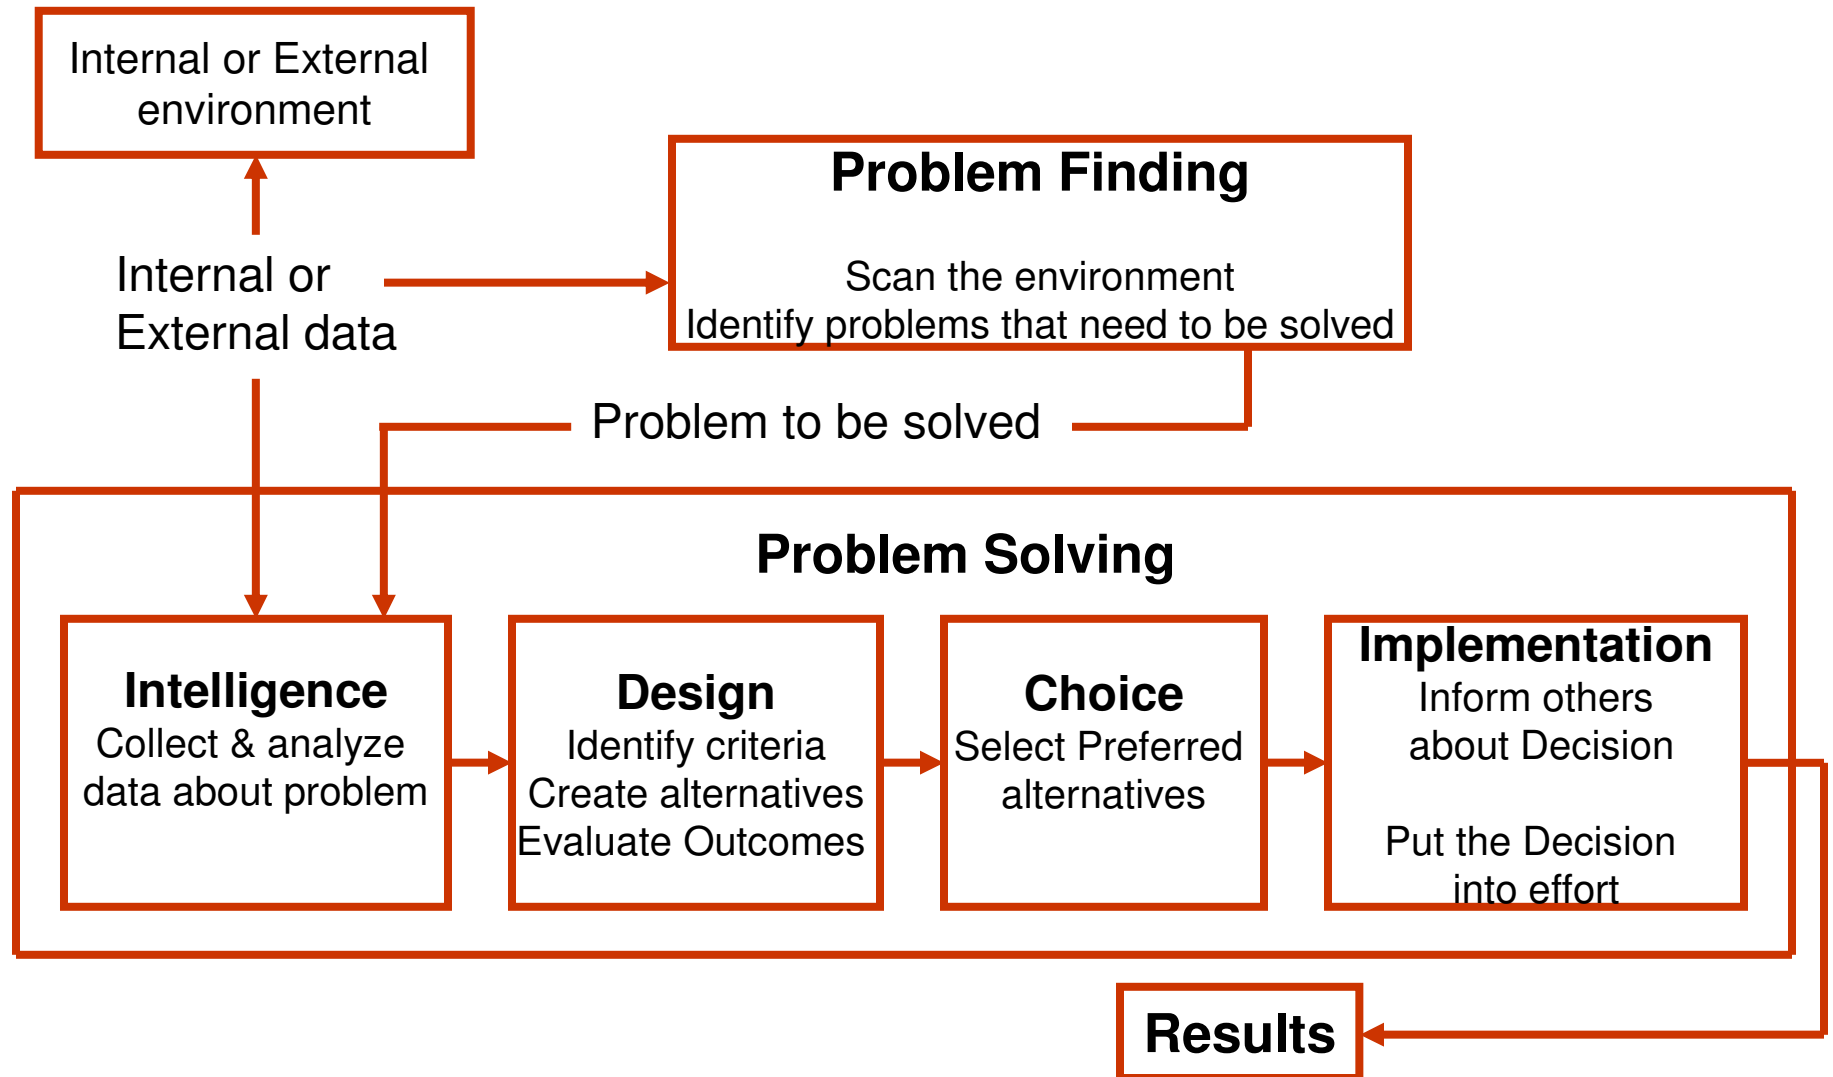 Internal or External
environment
Problem Finding
Scan the environment
Identify problems that need to be solved
Internal or
External data
Problem to be solved
Problem Solving
Intelligence
Collect & analyze
data about problem
Design
Identify criteria
Create alternatives
Evaluate Outcomes
Choice
Select Preferred
alternatives
Implementation
Inform others
about Decision
Put the Decision
into effort
Results